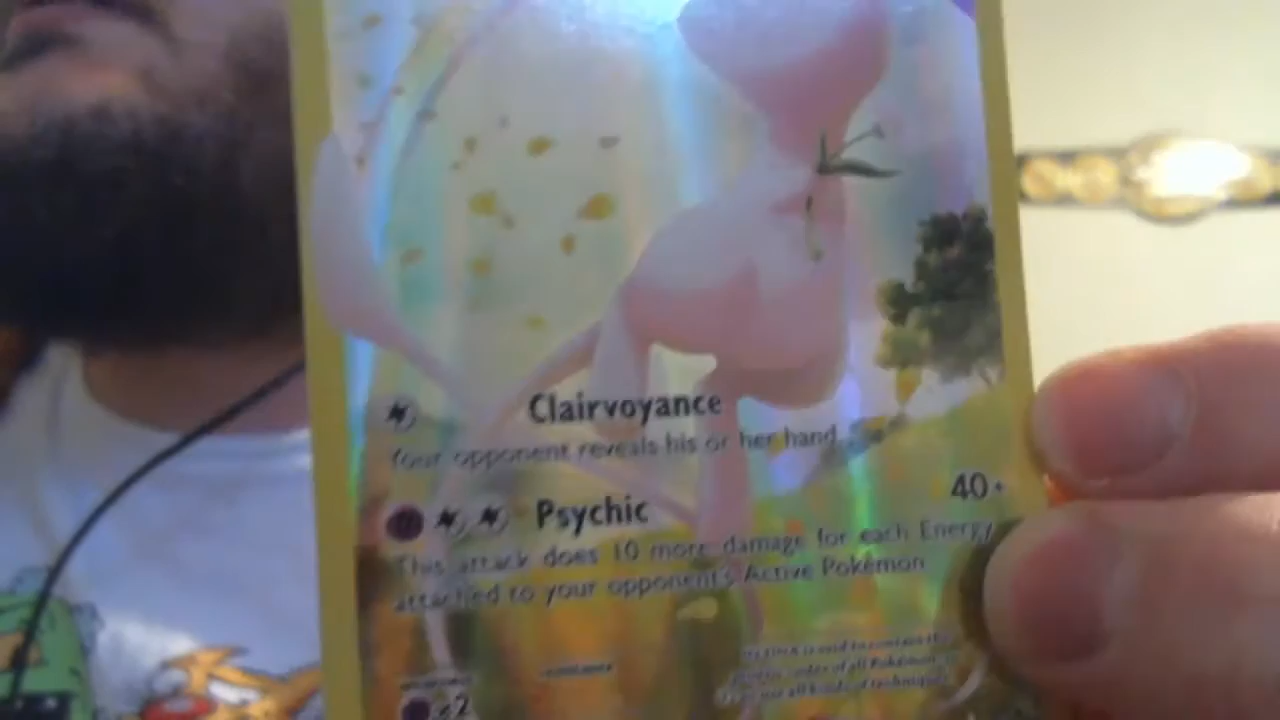 Clairvoyance
Your opponent reveals his or her hand.
Psychic 40+
This attack does 10 more damage for each Energy
attached to your opponent's Active Pokémon
×2